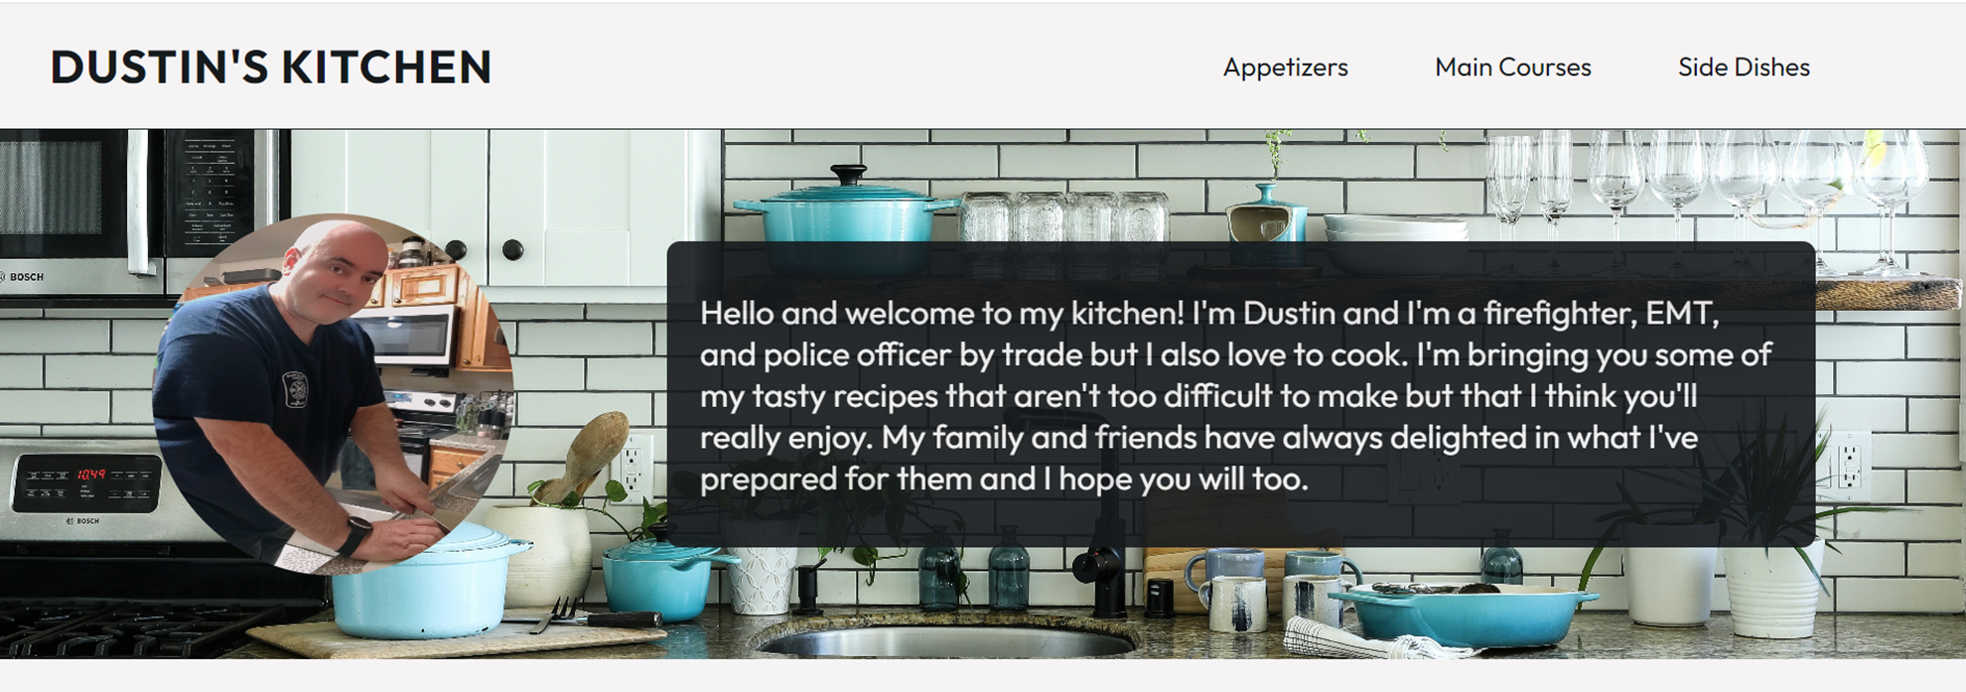 DUSTIN'S KITCHEN
Appetizers
Main Courses
Side Dishes
BOSCH
Hello and welcome to my kitchen! I'm Dustin and I'm a firefighter, EMT,
and police officer by trade but I also love to cook. I'm bringing you some of
my tasty recipes that aren't too difficult to make but that I think you'll
really enjoy. My family and friends have always delighted in what I've
prepared for them and I hope you will too.
10:49
BOSCH